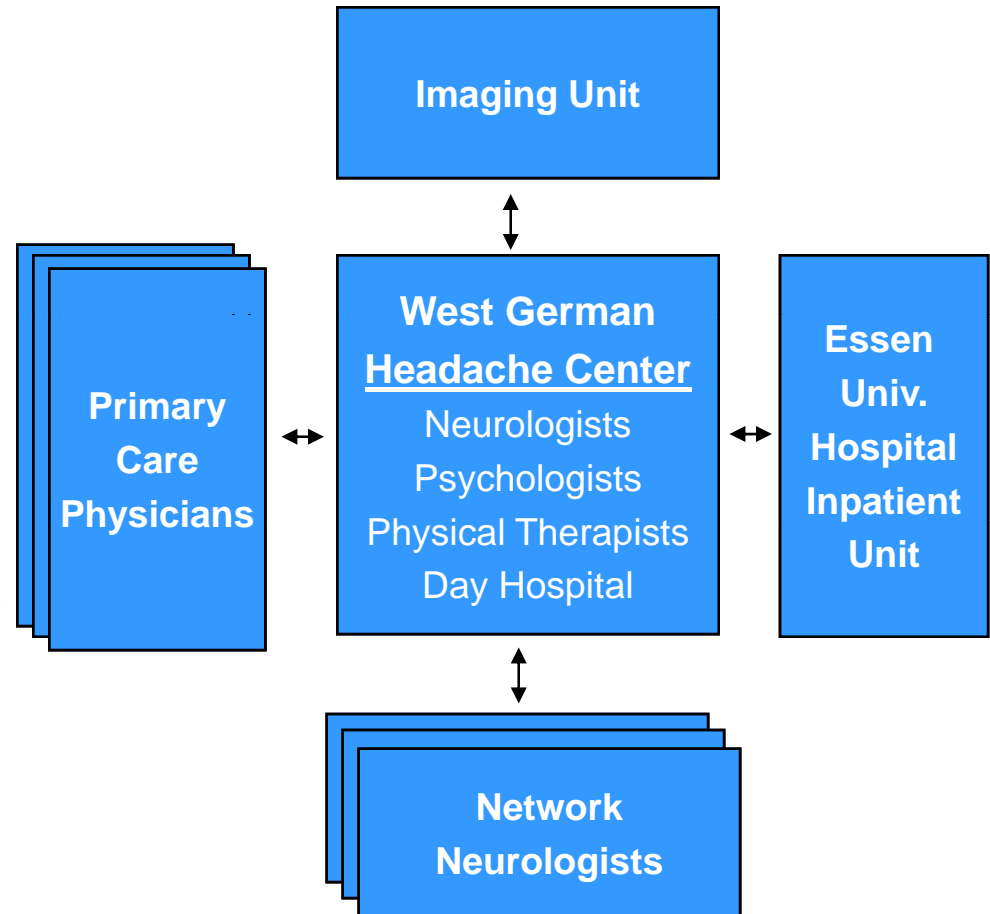 Imaging Unit
West German
Headache Center
Neurologists
Psychologists
Physical Therapists
Day Hospital
Primary
Care
Physicians
Essen
Univ.
Hospital
Inpatient
Unit
Network
Neurologists